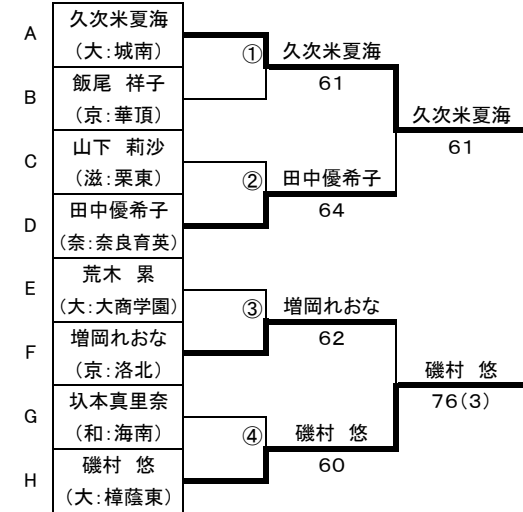 A
久次米夏海
(大:城南)
B
飯尾 祥子
(京:華頂)
C
山下 莉沙
(滋:栗東)
D
田中優希子
(奈:奈良育英)
E
荒木 累
(大:大商学園)
F
増岡れおな
(京:洛北)
G
圦本真里奈
(和:海南)
H
磯村 悠
(大:樟蔭東)
①
久次米夏海
61
②
田中優希子
64
③
増岡れおな
62
④
磯村 悠
60
久次米夏海
61
磯村 悠
76(3)